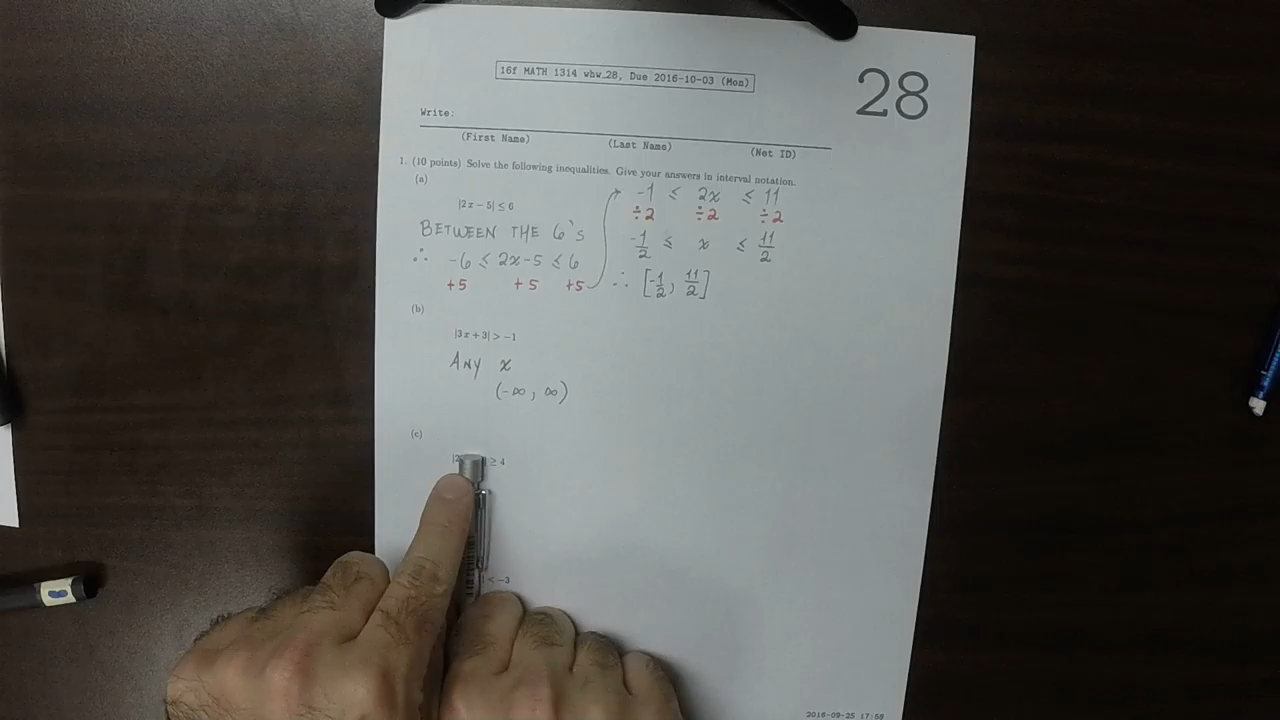 28
16f MATH 1314 whw.28, Due 2016-10-03 (Mon)
Write:
(First Name) (Last Name) (Net ID)
1. (10 points) Solve the following inequalities. Give your answers in interval notation.
(a)
|2x − 5| ≤ 6
BETWEEN THE 6's
∴ -6 ≤ 2x-5 ≤ 6
+5 +5 +5
-1 ≤ 2x ≤ 11
÷2 ÷2 ÷2
-1/2 ≤ x ≤ 11/2
∴ [-1/2, 11/2]
(b)
|3x + 3| > −1
ANY x
(-∞, ∞)
(c)
|2 ≥ 4
< −3
2016-09-25 17:58